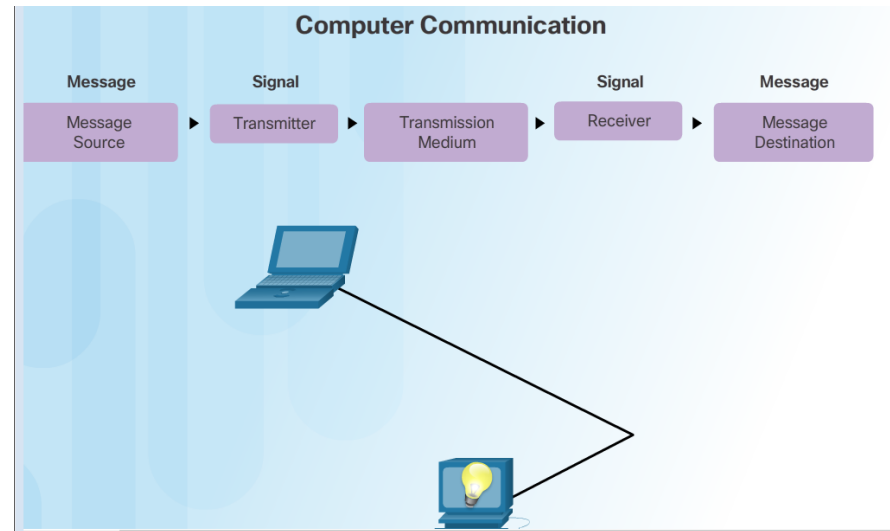 Computer Communication
Message
Signal
Signal
Message
Message
Source
Transmitter
Transmission
Medium
Receiver
Message
Destination